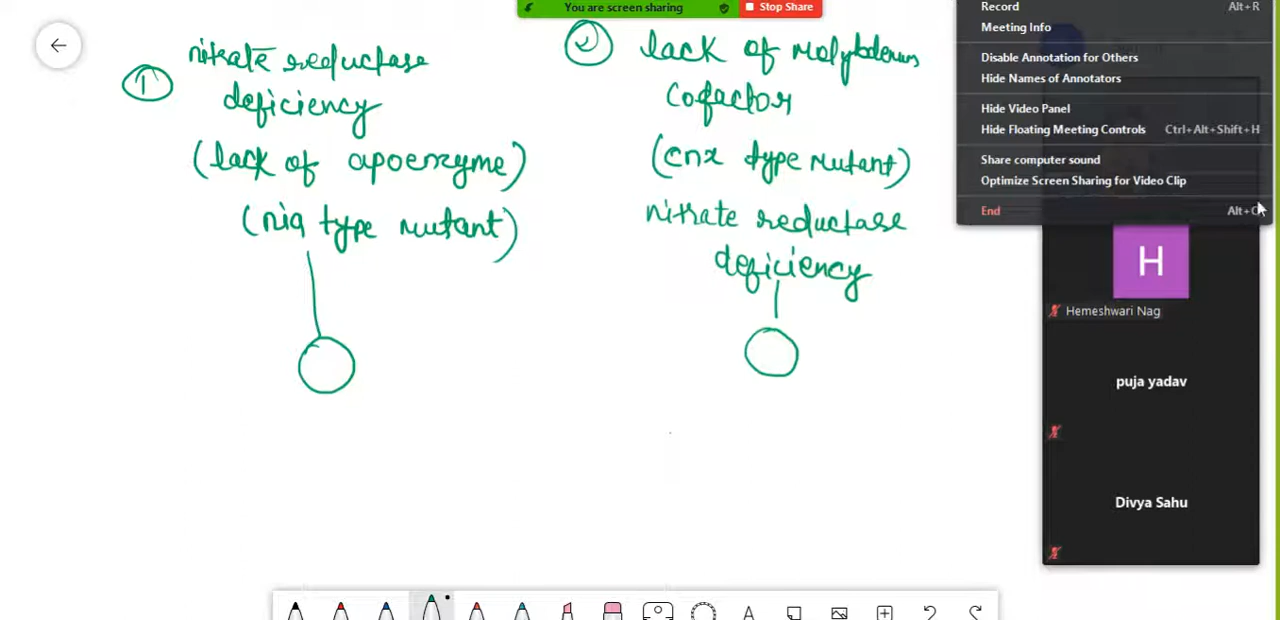 You are screen sharing
Stop Share
1 nitrate reductase
deficiency
(lack of apoenzyme)
(nia type mutant)
2 lack of Molybdenum
cofactor
(cnx type mutant)
nitrate reductase
deficiency
Record Alt+R
Meeting Info
Disable Annotation for Others
Hide Names of Annotators
Hide Video Panel
Hide Floating Meeting Controls Ctrl+Alt+Shift+H
Share computer sound
Optimize Screen Sharing for Video Clip
End
H
Hemeshwari Nag
puja yadav
Divya Sahu
A